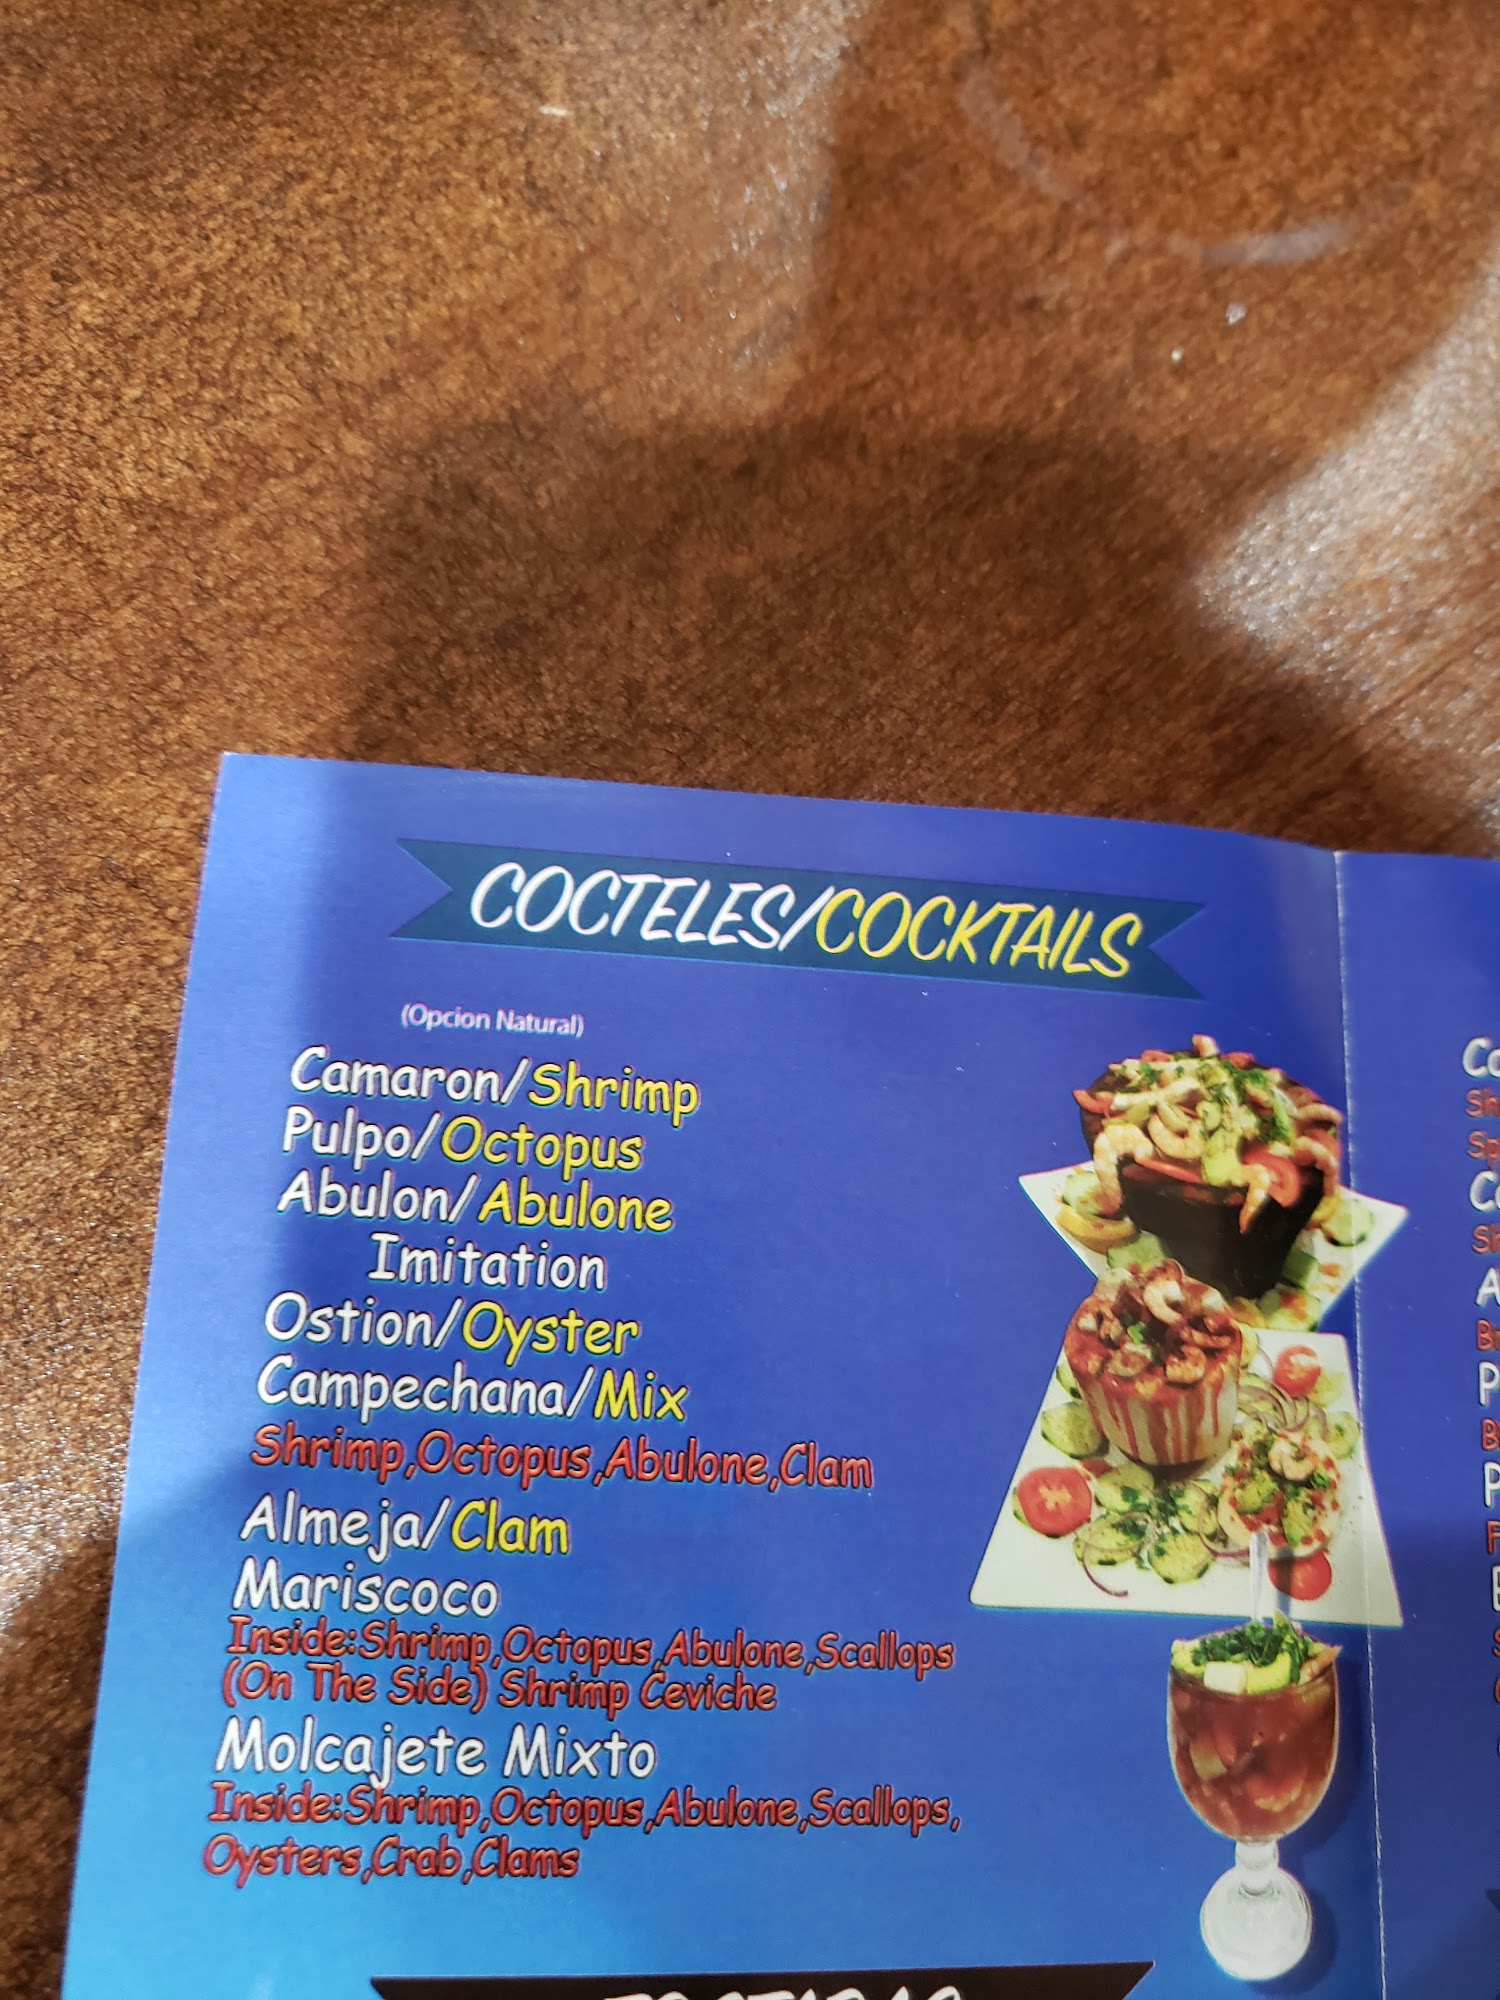 COCTELES/COCKTAILS
(Opcion Natural)
Camaron/Shrimp
Pulpo/Octopus
Abulon/Abulone
Imitation
Ostion/Oyster
Campechana/Mix
Shrimp,Octopus,Abulone,Clam
Almeja/Clam
Mariscoco
Inside:Shrimp,Octopus,Abulone,Scallops
(On The Side) Shrimp Ceviche
Molcajete Mixto
Inside:Shrimp,Octopus,Abulone,Scallops,
Oysters,Crab,Clams